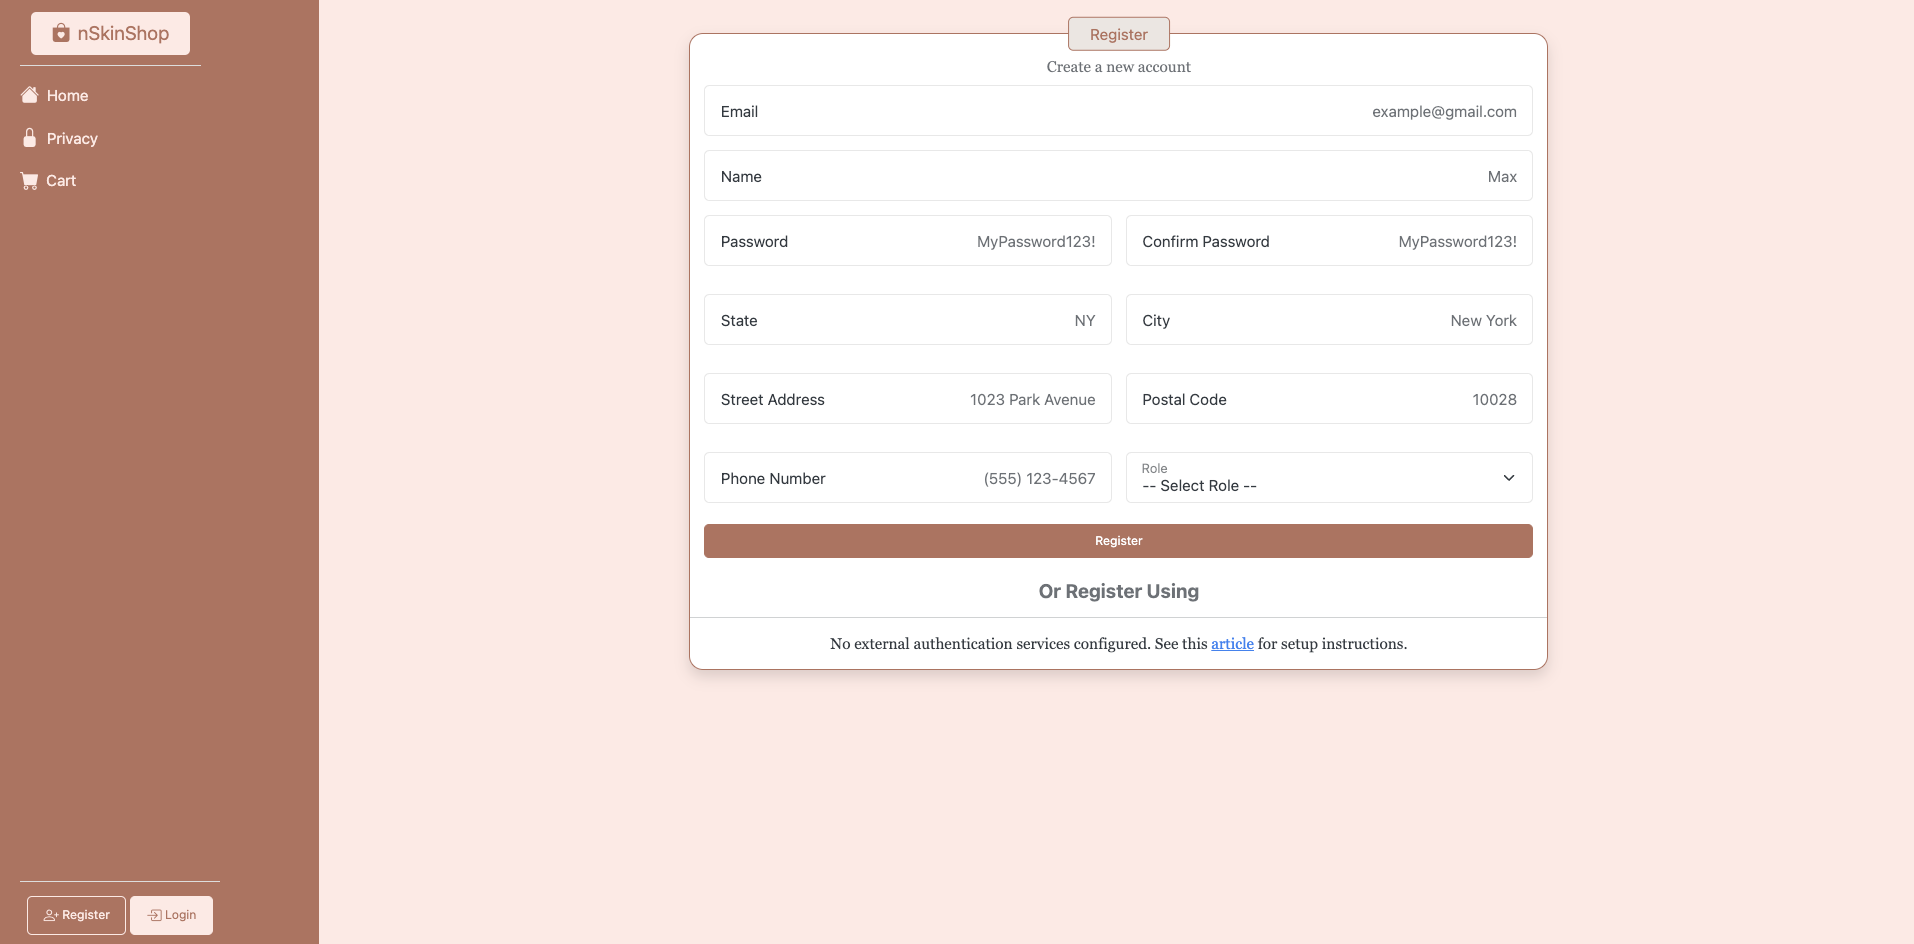 nSkinShop
Home
Privacy
Cart
Register
Login
Register
Create a new account
Email example@gmail.com
Name Max
Password MyPassword123! Confirm Password MyPassword123!
State NY City New York
Street Address 1023 Park Avenue Postal Code 10028
Phone Number (555) 123-4567 Role
-- Select Role --
Register
Or Register Using
No external authentication services configured. See this article for setup instructions.